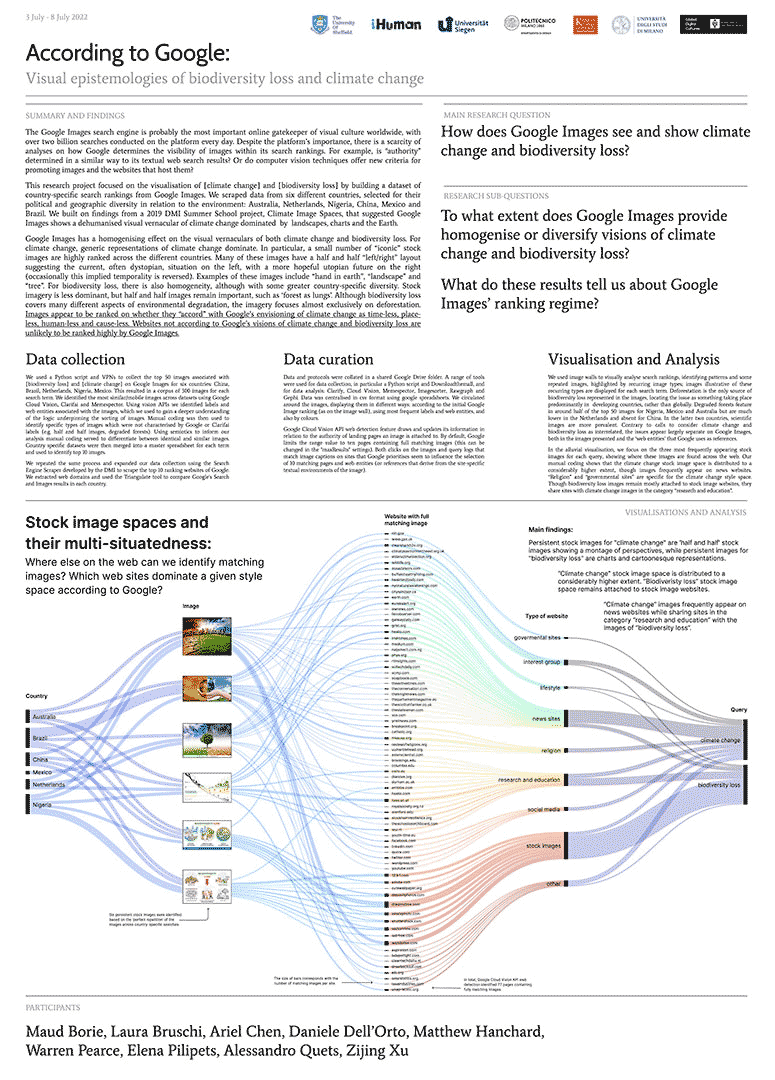 3 July - 8 July 2022
The
University
Of
Sheffield.
iHuman
Universität
Siegen
POLITECNICO
MILANO 1863
UNIVERSITÀ
DEGLI STUDI
DI MILANO
According to Google:
Visual epistemologies of biodiversity loss and climate change
SUMMARY AND FINDINGS
The Google Images search engine is probably the most important online gatekeeper of visual culture worldwide, with
over two billion searches conducted on the platform every day. Despite the platform's importance, there is a scarcity of
analyses on how Google determines the visibility of images within its search rankings. For example, is "authority"
determined in a similar way to its textual web search results? Or do computer vision techniques offer new criteria for
promoting images and the websites that host them?
This research project focused on the visualisation of [climate change] and [biodiversity loss] by building a dataset of
country-specific search rankings from Google Images. We scraped data from six different countries, selected for their
political and geographic diversity in relation to the environment: Australia, Netherlands, Nigeria, China, Mexico and
Brazil. We built on findings from a 2019 DMI Summer School project, Climate Image Spaces, that suggested Google
Images shows a dehumanised visual vernacular of climate change dominated by landscapes, charts and the Earth.
Google Images has a homogenising effect on the visual vernaculars of both climate change and biodiversity loss. For
climate change, generic representations of climate change dominate. In particular, a small number of "iconic" stock
images are highly ranked across the different countries. Many of these images have a half and half "left/right" layout
suggesting the current, often dystopian, situation on the left, with a more hopeful utopian future on the right
(occasionally this implied temporality is reversed). Examples of these images include "hand in earth", "landscape" and
"tree". For biodiversity loss, there is also homogeneity, although with some greater country-specific diversity. Stock
imagery is less dominant, but half and half images remain important, such as 'forest as lungs'. Although biodiversity loss
covers many different aspects of environmental degradation, the imagery focuses almost exclusively on deforestation.
Images appear to be ranked on whether they "accord" with Google's envisioning of climate change as time-less, place-
less, human-less and cause-less. Websites not according to Google's visions of climate change and biodiversity loss are
unlikely to be ranked highly by Google Images.
MAIN RESEARCH QUESTION
How does Google Images see and show climate
change and biodiversity loss?
RESEARCH SUB-QUESTIONS
To what extent does Google Images provide
homogenise or diversify visions of climate
change and biodiversity loss?
What do these results tell us about Google
Images' ranking regime?
Data collection
We used a Python script and VPNs to collect the top 50 images associated with
[biodiversity loss] and [climate change] on Google Images for six countries: China,
Brazil, Netherlands, Nigeria, Mexico. This resulted in a corpus of 300 images for each
search term. We identified the most similar/notable images across datasets using Google
Cloud Vision, Clarifai and Memespector. Using vision APIs we identified labels and
web entities associated with the images, which we used to gain a deeper understanding
of the logic underpinning the sorting of images. Manual coding was then used to
identify specific types of images which were not characterised by Google or Clarifai
labels (e.g. half and half images, degraded forests). Using semantics to inform our
analysis manual coding served to differentiate between identical and similar images.
Country specific datasets were then merged into a master spreadsheet for each term
and used to identify top 10 images.
We repeated the same process and expanded our data collection using the Search
Engine Scraper developed by the DMI to scrape the top 10 ranking websites of Google.
We extracted web domains and used the Triangulate tool to compare Google's Search
and Images results in each country.
Data curation
Data and protocols were collated in a shared Google Drive folder. A range of tools
were used for data collection, in particular a Python script and Downloadthemall, and
for data analysis, Clarify, Cloud Vision, Memespector, Imagesorter, Rawgraph and
Gephi. Data was centralised in csv format using google spreadsheets. We circulated
around the images, displaying them in different ways, according to the initial Google
Image ranking (as on the image wall), using most frequent labels and web entities, and
also by colours.
Google Cloud Vision API web detection feature draws and updates its information in
relation to the authority of landing pages an image is attached to. By default, Google
limits the range value to ten pages containing full matching images (this can be
changed in the "maxResults" settings). Both clicks on the images and query logs that
match image captions on sites that Google prioritises seem to influence the selection
of 10 matching pages and web entities (or references that derive from the site-specific
textual environments of the image).
Visualisation and Analysis
We used image walls to visually analyse search rankings, identifying patterns and some
repeated images, highlighted by recurring image types; images illustrative of these
recurring types are displayed for each search term. Deforestation is the only source of
biodiversity loss represented in the images, locating the issue as something taking place
predominantly in developing countries, rather than globally. Degraded forests feature
in around half of the top 50 images for Nigeria, Mexico and Australia but are much
lower in the Netherlands and absent for China. In the latter two countries, scientific
images are more prevalent. Contrary to calls to consider climate change and
biodiversity loss as interrelated, the issues appear largely separate on Google Images,
both in the images presented and the 'web entities' that Google uses as references.
In the alluvial visualisation, we focus on the three most frequently appearing stock
images for each query, showing where these images are found across the web. Our
manual coding shows that the climate change stock image space is distributed to a
considerably higher extent, though images frequently appear on news websites.
"Religion" and "governmental sites" are specific for the climate change style space.
Though biodiversity loss images remain mostly attached to stock image websites, they
share sites with climate change images in the category "research and education".
VISUALISATIONS AND ANALYSIS
Stock image spaces and
their multi-situatedness:
Where else on the web can we identify matching
images? Which web sites dominate a given style
space according to Google?
Website with full
matching image
Main findings:
Persistent stock images for "climate change" are 'half and half' stock
images showing a montage of perspectives, while persistent images for
"biodiversity loss" are charts and cartoonesque representations.
"Climate Change" stock image space is distributed to a
considerably higher extent. "Biodiversity Loss" stock image
space remains attached to stock image websites.
"Climate Change" images frequently appear on
news websites while sharing sites in the
category "research and education" with the
images of "biodiversity loss".
Image
Type of website
Country
Query
Australia
Brazil
China
Mexico
Netherlands
Nigeria
govermental sites
interest group
lifestyle
news sites
religion
research and education
social media
stock images
other
climate change
biodiversity loss
Six persistent stock images were identified
based on the (perfect) repetition of the
images across country specific searches
The size of bars corresponds with the
number of matching images per site
In total, Google Cloud Vision API web
detection identified 77 pages containing
fully matching images
PARTICIPANTS
Maud Borie, Laura Bruschi, Ariel Chen, Daniele Dell'Orto, Matthew Hanchard,
Warren Pearce, Elena Pilipets, Alessandro Quets, Zijing Xu